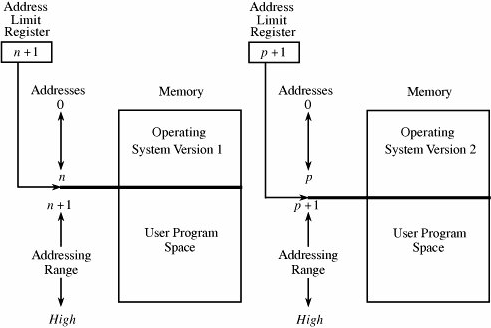 Address
Limit
Register
n + 1
Addresses
0
Memory
Operating
System Version 1
n
n + 1
User Program
Space
Addressing
Range
High
Address
Limit
Register
p + 1
Addresses
0
Memory
Operating
System Version 2
p
p + 1
User Program
Space
Addressing
Range
High